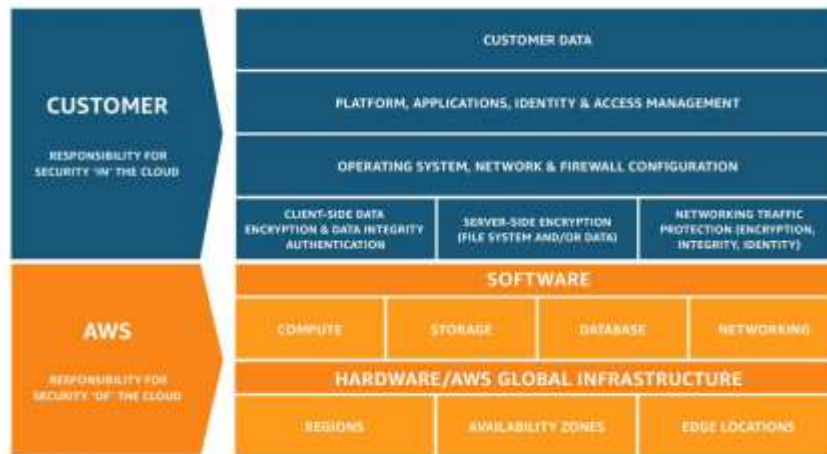 CUSTOMER
RESPONSIBILITY FOR
SECURITY 'IN' THE CLOUD
CUSTOMER DATA
PLATFORM, APPLICATIONS, IDENTITY & ACCESS MANAGEMENT
OPERATING SYSTEM, NETWORK & FIREWALL CONFIGURATION
CLIENT-SIDE DATA
ENCRYPTION & DATA INTEGRITY
AUTHENTICATION
SERVER-SIDE ENCRYPTION
(FILE SYSTEM AND/OR DATA)
NETWORKING TRAFFIC
PROTECTION (ENCRYPTION,
INTEGRITY, IDENTITY)
AWS
RESPONSIBILITY FOR
SECURITY 'OF' THE CLOUD
SOFTWARE
COMPUTE
STORAGE
DATABASE
NETWORKING
HARDWARE/AWS GLOBAL INFRASTRUCTURE
REGIONS
AVAILABILITY ZONES
EDGE LOCATIONS